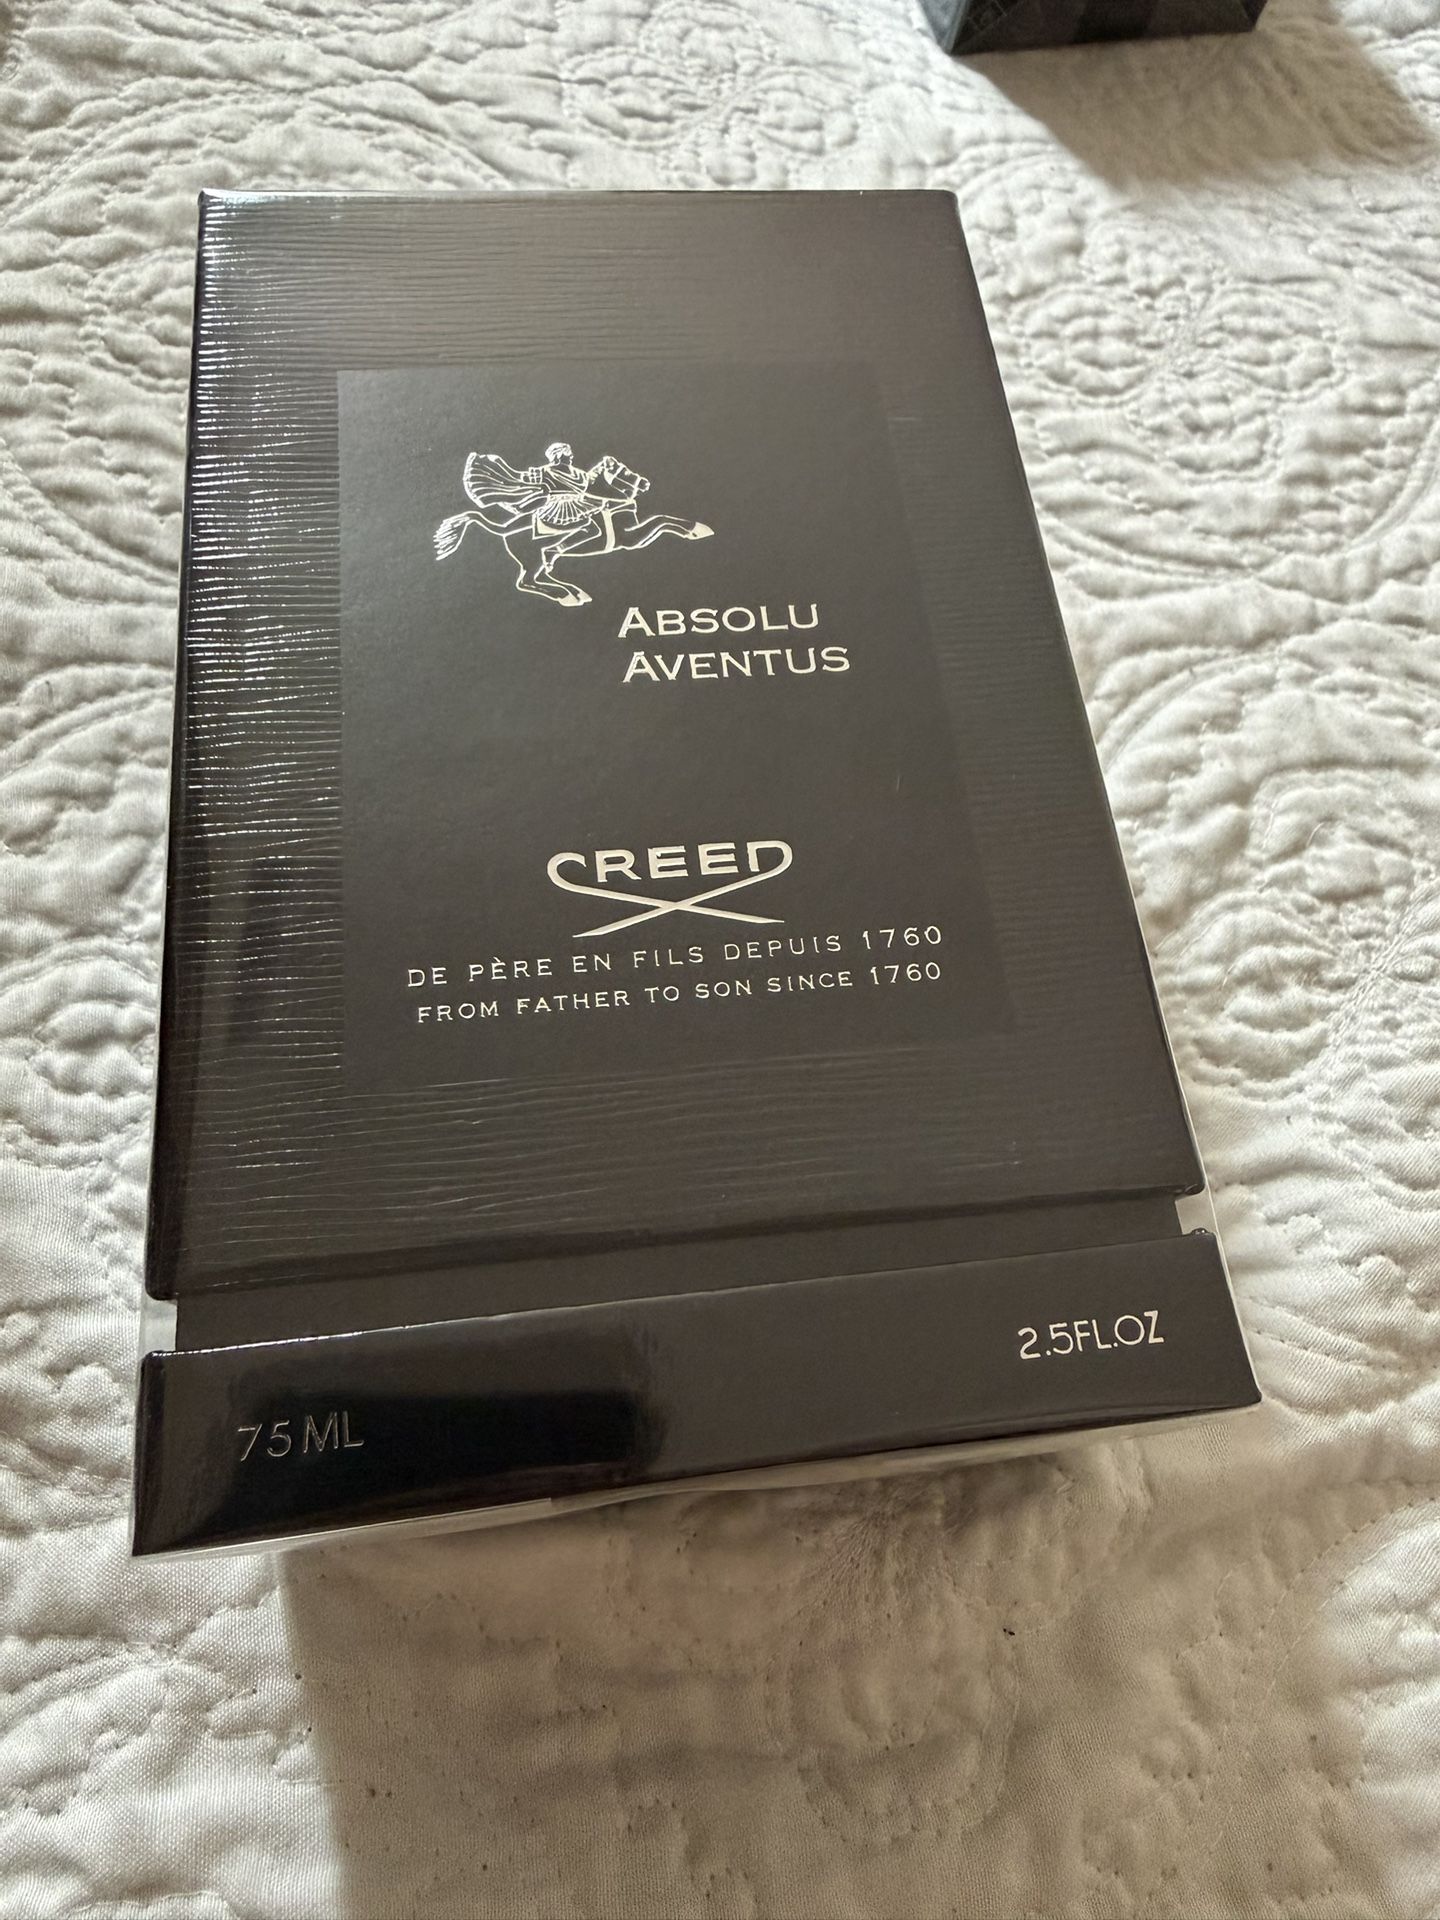 ABSOLU
AVENTUS
CREED
DE PÈRE EN FILS DEPUIS 1760
FROM FATHER TO SON SINCE 1760
75 ML
2.5FL.OZ